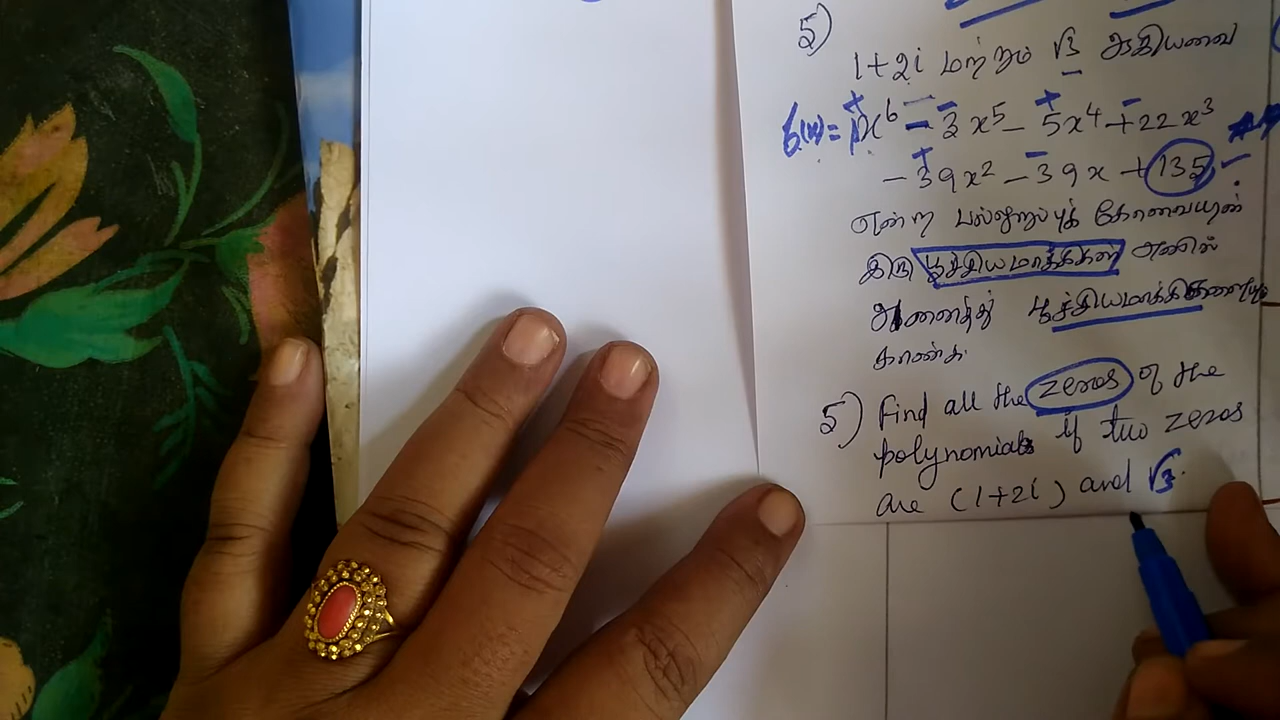 5)
1+2i மற்றும் √3 ஆகியவை
f(x)= x⁶ - 3x⁵ - 5x⁴ + 22x³
- 39x² - 39x + 135
என்ற பல்லுறுப்புக் கோவையின்
இரு பூச்சியமாக்கிகள் எனில்
அனைத்து பூச்சியமாக்கிகளையும்
காண்க.
5) Find all the zeros of the
polynomials if two zeros
are (1+2i) and √3.